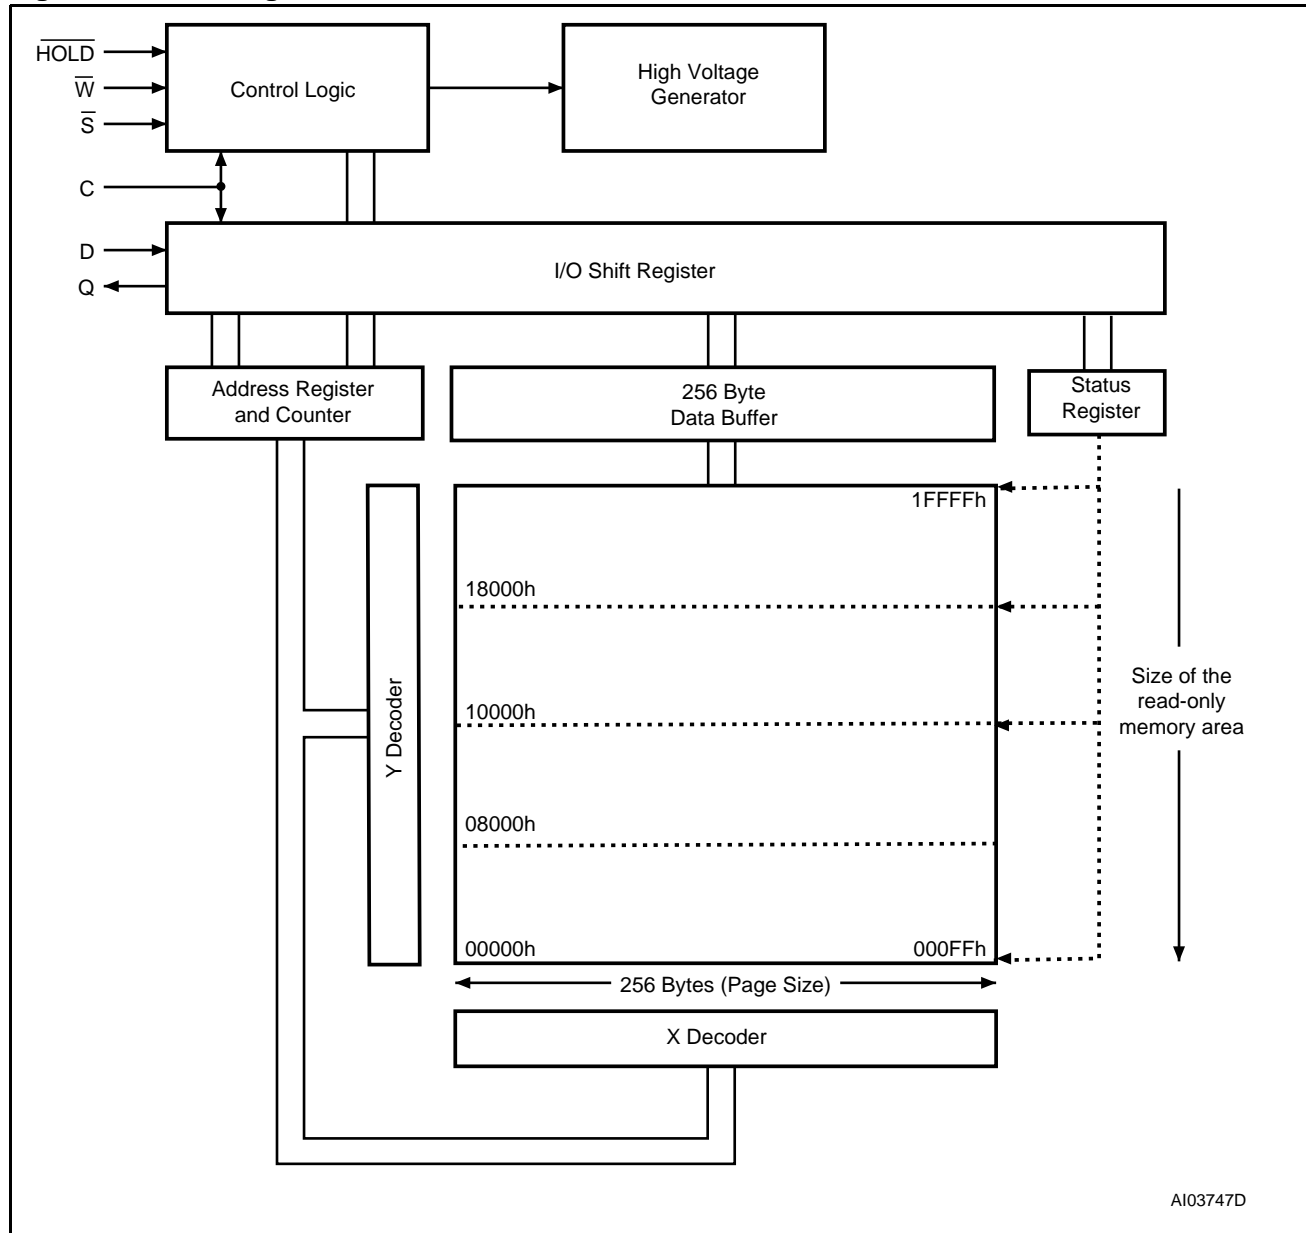 H̅O̅L̅D̅
W̅
S̅
C
D
Q
Control Logic
High Voltage
Generator
I/O Shift Register
Address Register
and Counter
256 Byte
Data Buffer
Status
Register
1FFFFh
18000h
10000h
08000h
00000h
000FFh
Y Decoder
Size of the
read-only
memory area
256 Bytes (Page Size)
X Decoder
AI03747D